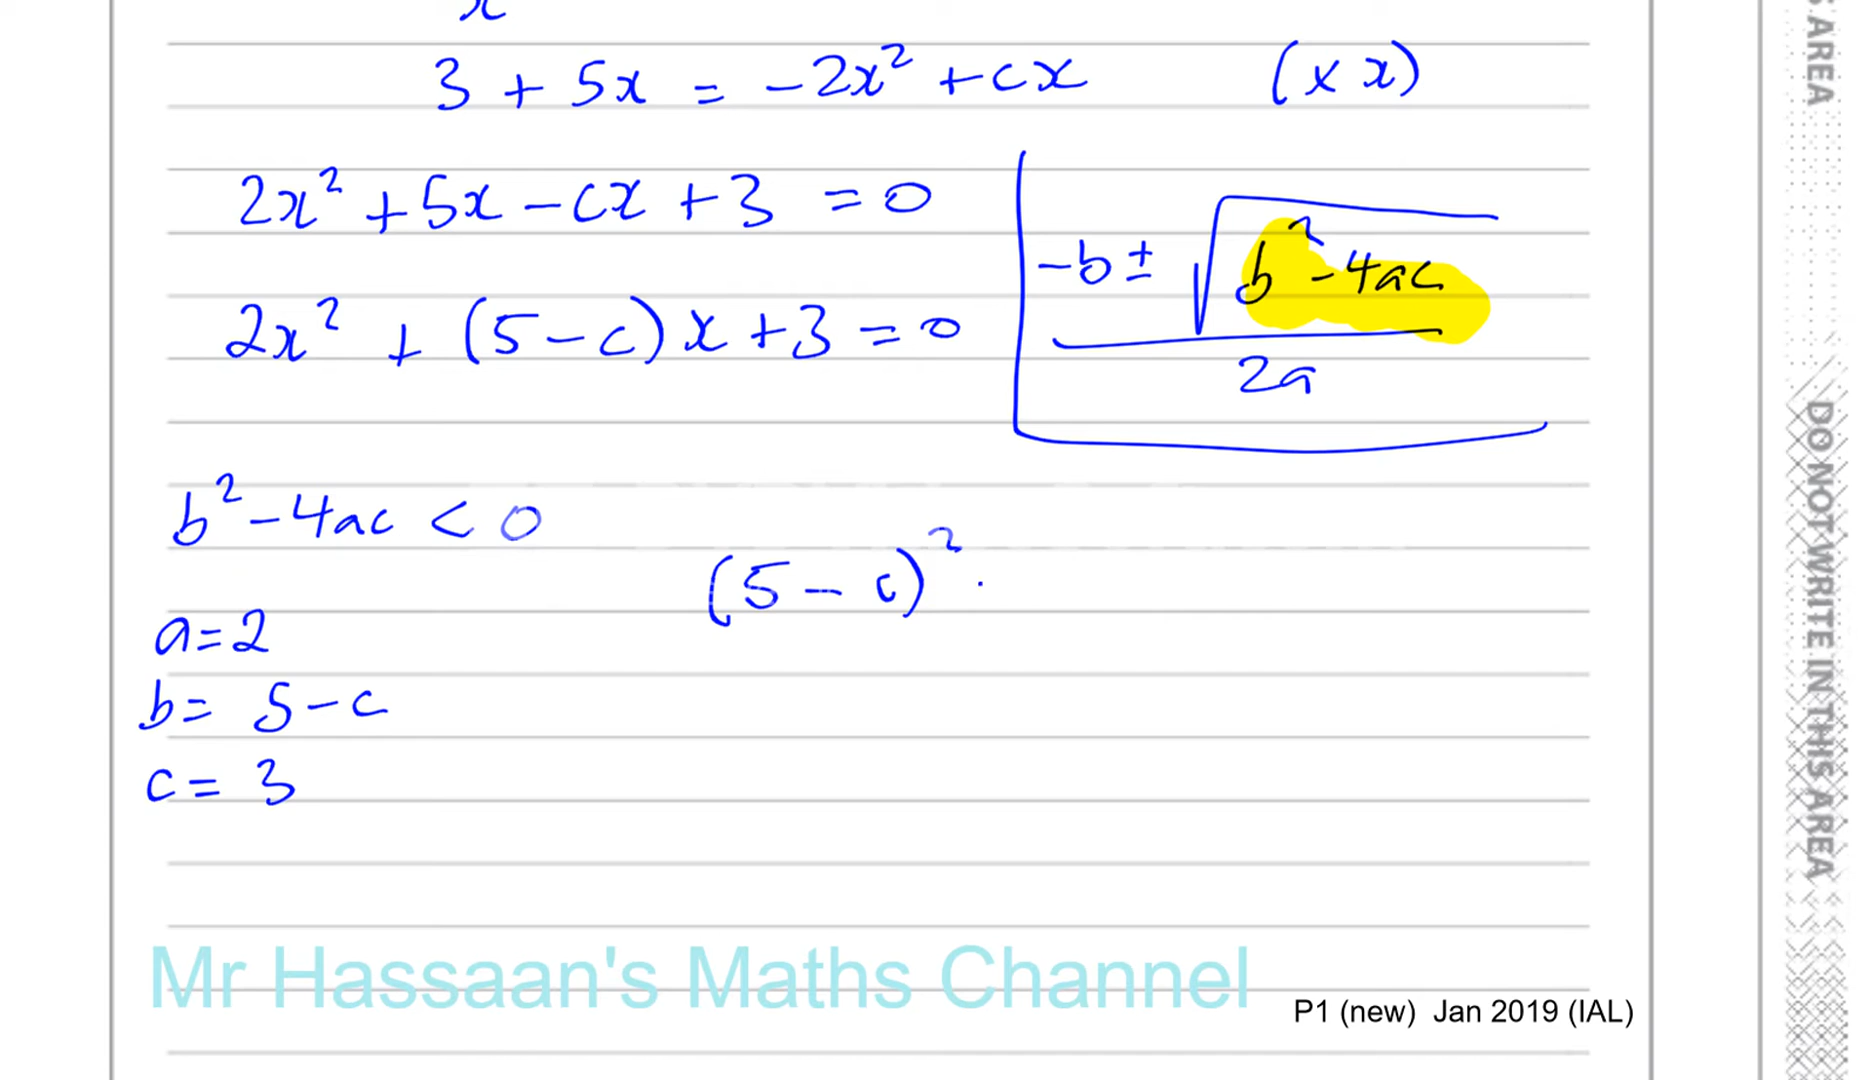 x
3 + 5x = -2x² + cx (× x)
2x² + 5x - cx + 3 = 0
-b ± √(b² - 4ac) / 2a
2x² + (5 - c)x + 3 = 0
b² - 4ac < 0
(5 - c)²
a = 2
b = 5 - c
c = 3
Mr Hassaan's Maths Channel
P1 (new) Jan 2019 (IAL)
S AREA
DO NOT WRITE IN THIS AREA